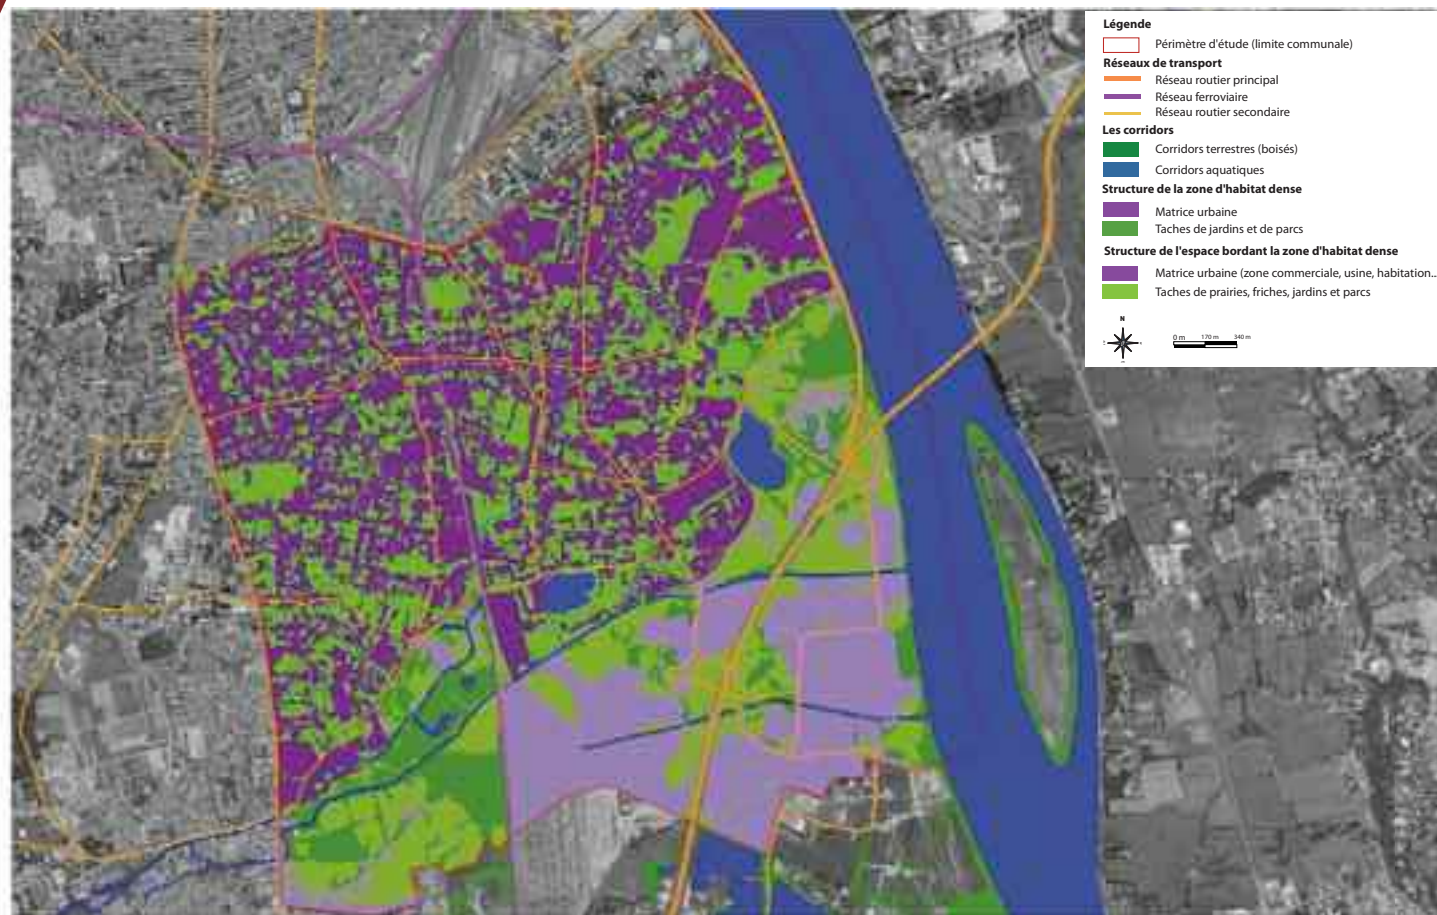 Légende
Périmètre d'étude (limite communale)
Réseaux de transport
Réseau routier principal
Réseau ferroviaire
Réseau routier secondaire
Les corridors
Corridors terrestres (boisés)
Corridors aquatiques
Structure de la zone d'habitat dense
Matrice urbaine
Taches de jardins et de parcs
Structure de l'espace bordant la zone d'habitat dense
Matrice urbaine (zone commerciale, usine, habitation..
Taches de prairies, friches, jardins et parcs
N
0 m 170 m 340 m